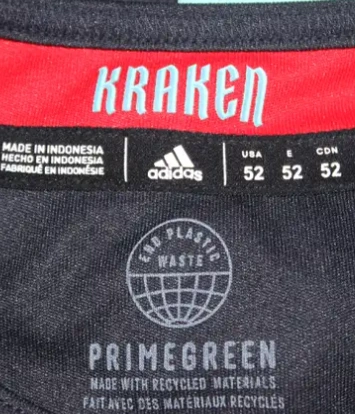 KRAKEN
MADE IN INDONESIA
HECHO EN INDONESIA
FABRIQUÉ EN INDONÉSIE
adidas
USA E CDN
52 52 52
END PLASTIC
WASTE
PRIMEGREEN
MADE WITH RECYCLED MATERIALS
FAIT AVEC DES MATÉRIAUX RECYCLÉS